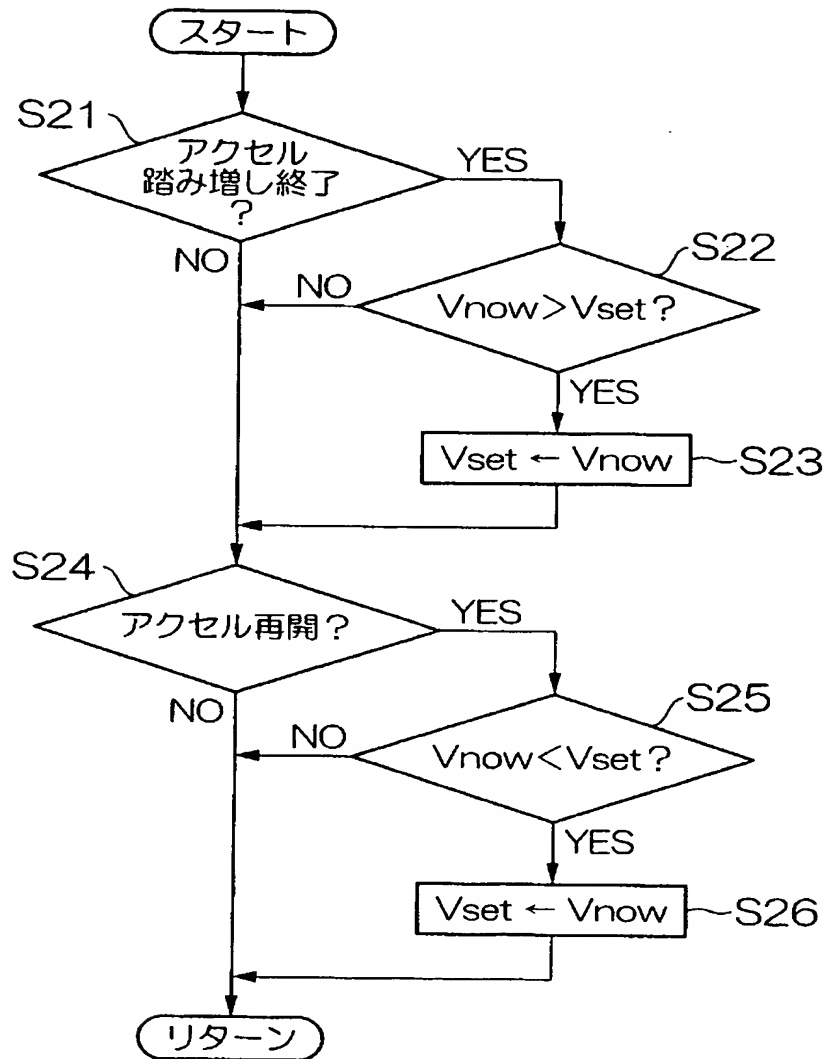 スタート
S21
アクセル
踏み増し終了
?
YES
NO
S22
Vnow>Vset?
NO
YES
Vset ← Vnow
S23
S24
アクセル再開?
YES
NO
S25
Vnow<Vset?
NO
YES
Vset ← Vnow
S26
リターン